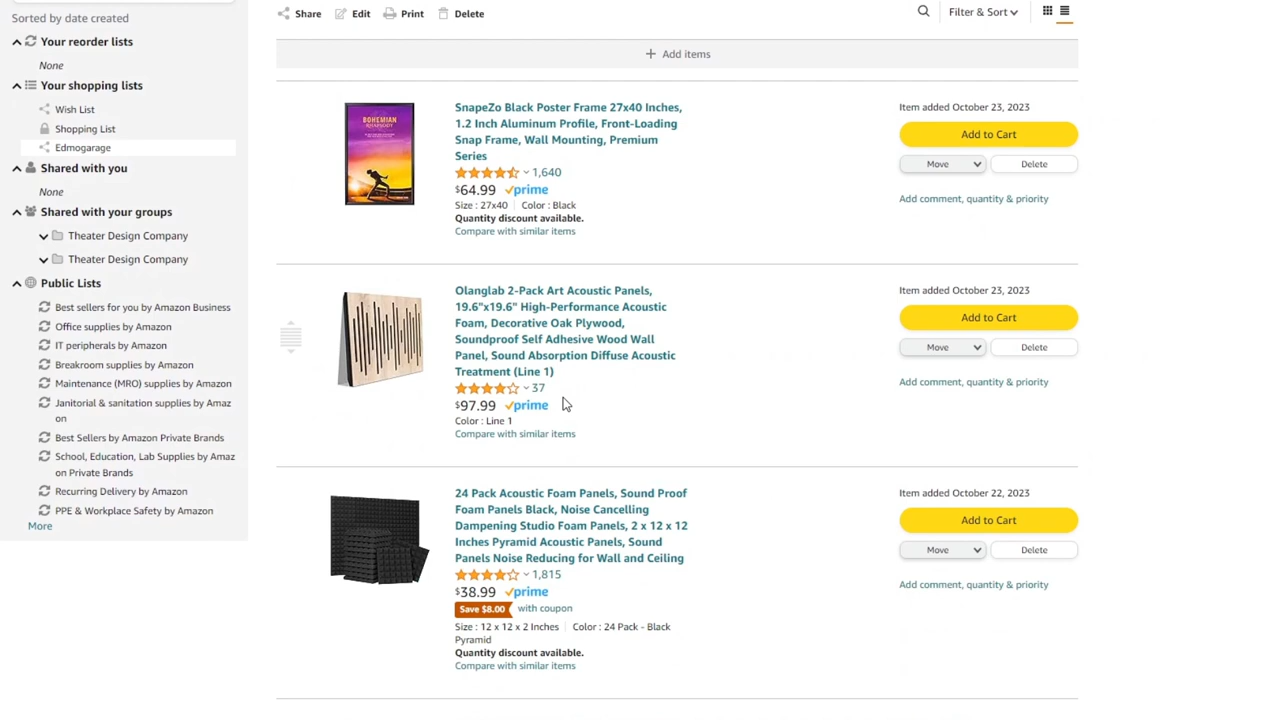 Sorted by date created
Your reorder lists
None
Your shopping lists
Wish List
Shopping List
Edmogarage
Shared with you
None
Shared with your groups
Theater Design Company
Theater Design Company
Public Lists
Best sellers for you by Amazon Business
Office supplies by Amazon
IT peripherals by Amazon
Breakroom supplies by Amazon
Maintenance (MRO) supplies by Amazon
Janitorial & sanitation supplies by Amaz
on
Best Sellers by Amazon Private Brands
School, Education, Lab Supplies by Amaz
on Private Brands
Recurring Delivery by Amazon
PPE & Workplace Safety by Amazon
More
Share Edit Print Delete
Filter & Sort
Add items
BOHEMIAN
RHAPSODY
SnapeZo Black Poster Frame 27x40 Inches,
1.2 Inch Aluminum Profile, Front-Loading
Snap Frame, Wall Mounting, Premium
Series
1,640
$64.99 prime
Size : 27x40 | Color : Black
Quantity discount available.
Compare with similar items
Item added October 23, 2023
Add to Cart
Move Delete
Add comment, quantity & priority
Olanglab 2-Pack Art Acoustic Panels,
19.6"x19.6" High-Performance Acoustic
Foam, Decorative Oak Plywood,
Soundproof Self Adhesive Wood Wall
Panel, Sound Absorption Diffuse Acoustic
Treatment (Line 1)
37
$97.99 prime
Color : Line 1
Compare with similar items
Item added October 23, 2023
Add to Cart
Move Delete
Add comment, quantity & priority
24 Pack Acoustic Foam Panels, Sound Proof
Foam Panels Black, Noise Cancelling
Dampening Studio Foam Panels, 2 x 12 x 12
Inches Pyramid Acoustic Panels, Sound
Panels Noise Reducing for Wall and Ceiling
1,815
$38.99 prime
Save $8.00 with coupon
Size : 12 x 12 x 2 Inches | Color : 24 Pack - Black
Pyramid
Quantity discount available.
Compare with similar items
Item added October 22, 2023
Add to Cart
Move Delete
Add comment, quantity & priority